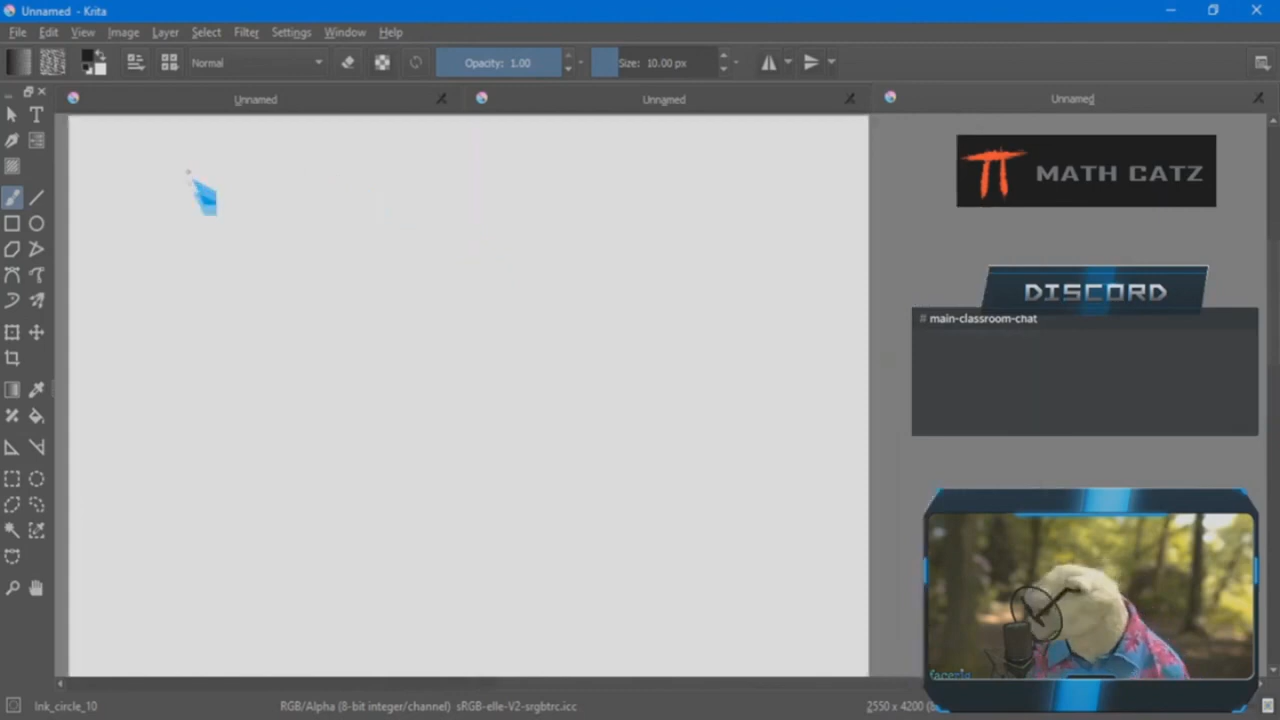 Unnamed - Krita
File Edit View Image Layer Select Filter Settings Window Help
Normal Opacity: 1.00 Size: 10.00 px
Unnamed Unnamed Unnamed
MATH CATZ
DISCORD
# main-classroom-chat
facerig
Ink_circle_10 RGB/Alpha (8-bit integer/channel) sRGB-elle-V2-srgbtrc.icc 2550 x 4200